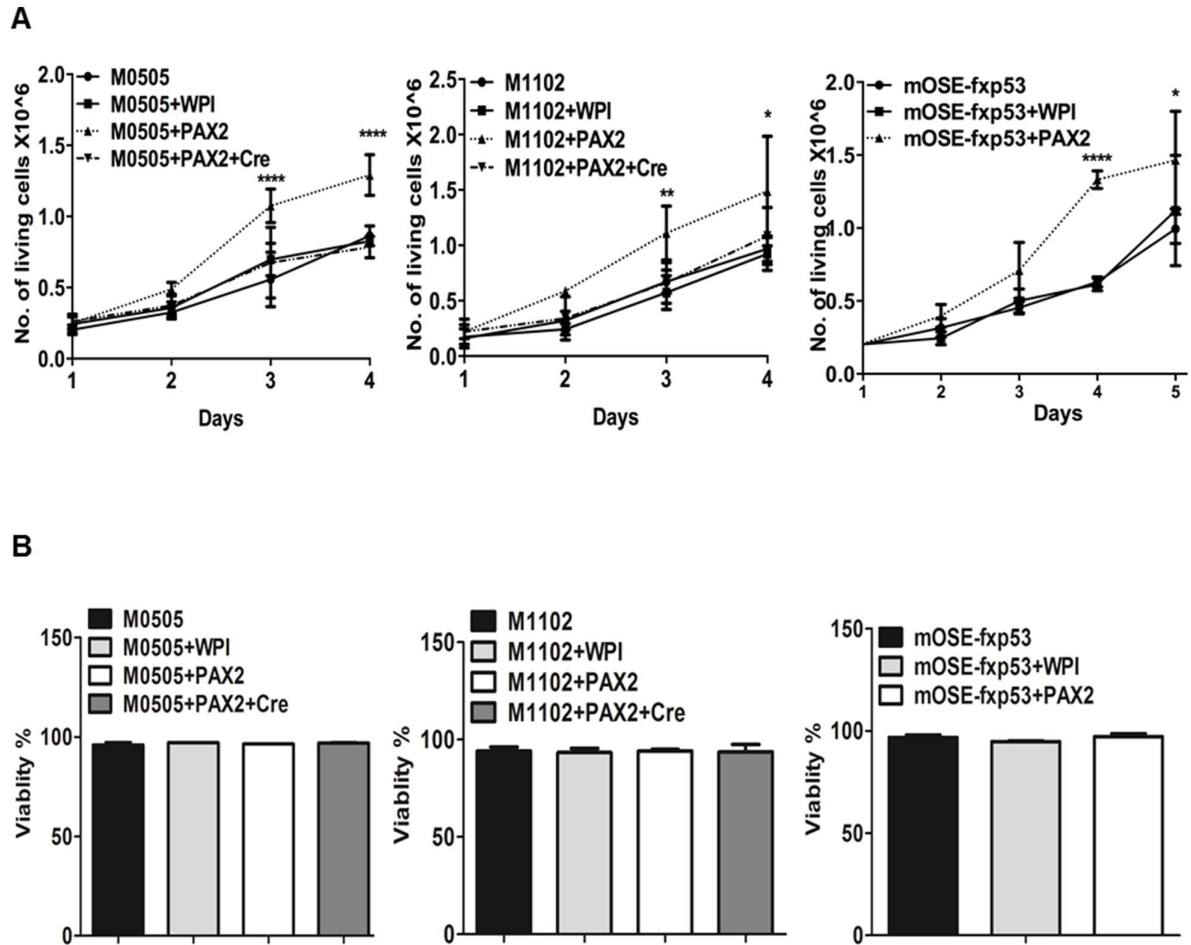 A
M0505
M0505+WPI
M0505+PAX2
M0505+PAX2+Cre
No. of living cells X10^6
2.0
1.5
1.0
0.5
0.0
****
****
1 2 3 4
Days
M1102
M1102+WPI
M1102+PAX2
M1102+PAX2+Cre
No. of living cells X10^6
2.5
2.0
1.5
1.0
0.5
0.0
**
*
1 2 3 4
Days
mOSE-fxp53
mOSE-fxp53+WPI
mOSE-fxp53+PAX2
No. of living cells X10^6
2.0
1.5
1.0
0.5
0.0
****
*
1 2 3 4 5
Days
B
M0505
M0505+WPI
M0505+PAX2
M0505+PAX2+Cre
Viablity %
150
100
50
0
M1102
M1102+WPI
M1102+PAX2
M1102+PAX2+Cre
Viablity %
150
100
50
0
mOSE-fxp53
mOSE-fxp53+WPI
mOSE-fxp53+PAX2
Viablity %
150
100
50
0